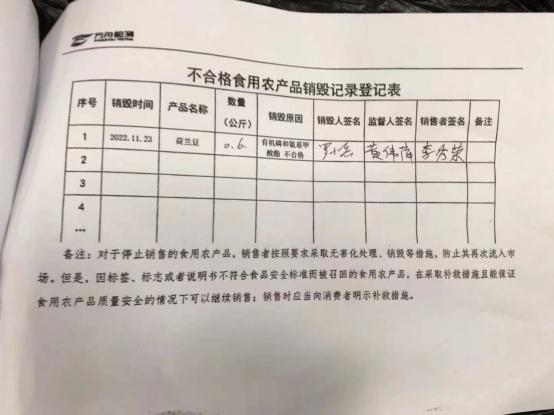 方舟检测
不合格食用农产品销毁记录登记表
序号 销毁时间 产品名称 数量（公斤） 销毁原因 销毁人签名 监督人签名 销售者签名 备注
1 2022.11.23 荷兰豆 0.6 有机磷和氨基甲酸酯 不合格 黄伟萍 李秀荣
2
3
4
...
备注：对于停止销售的食用农产品，销售者按照要求采取无害化处理、销毁等措施，防止其再次流入市
场。但是，因标签、标志或者说明书不符合食品安全标准而被召回的食用农产品，在采取补救措施且能保证
食用农产品质量安全的情况下可以继续销售；销售时应当向消费者明示补救措施。